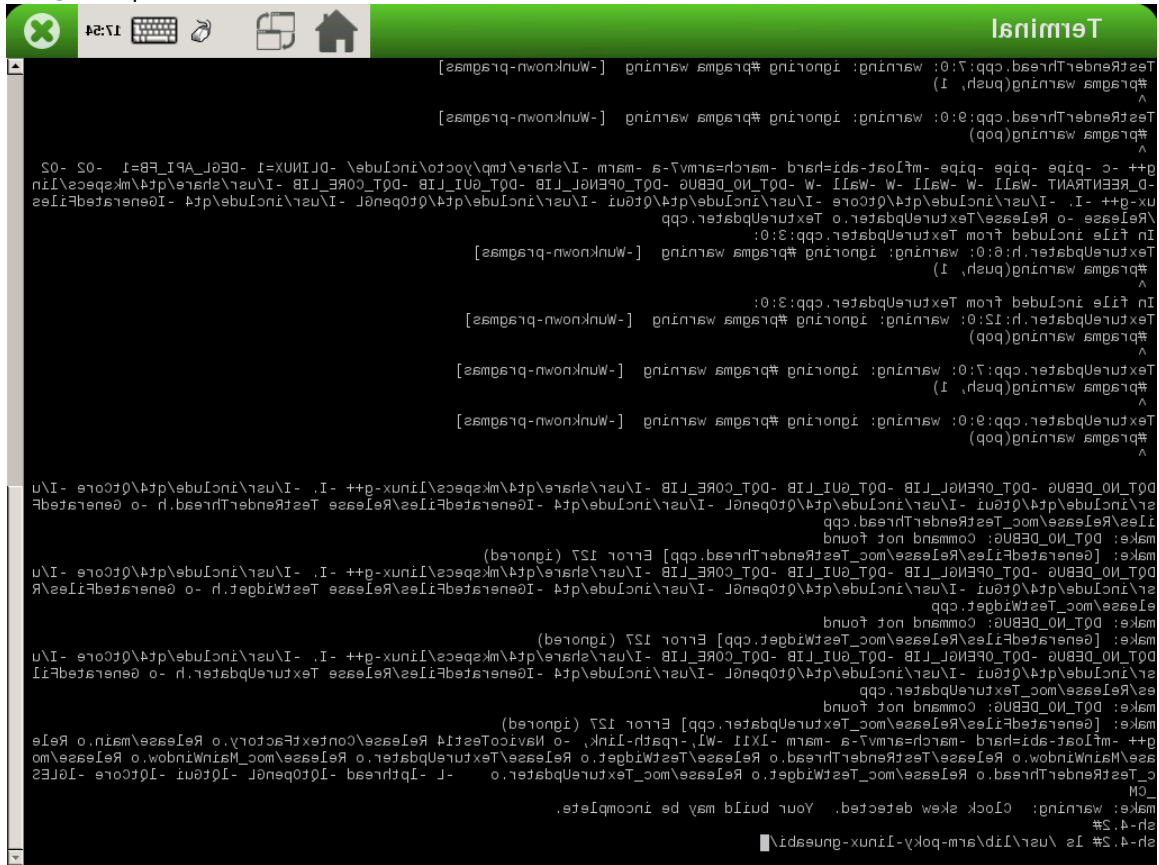 Terminal
17:54
TestRenderThread.cpp:7:0: warning: ignoring #pragma warning  [-Wunknown-pragmas]
 #pragma warning(push, 1)
 ^
TestRenderThread.cpp:9:0: warning: ignoring #pragma warning  [-Wunknown-pragmas]
 #pragma warning(pop)
 ^
g++ -c -pipe -pipe -pipe -mfloat-abi=hard -march=armv7-a -marm -I/share/tmp/yocto/include/ -DLINUX=1 -DEGL_API_FB=1  -O2 -O2
-D_REENTRANT -Wall -W -Wall -W -Wall -W -DQT_NO_DEBUG -DQT_OPENGL_LIB -DQT_GUI_LIB -DQT_CORE_LIB -I/usr/share/qt4/mkspecs/lin
ux-g++ -I. -I/usr/include/qt4/QtCore -I/usr/include/qt4/QtGui -I/usr/include/qt4/QtOpenGL -I/usr/include/qt4 -IGeneratedFiles
/Release -o Release/TextureUpdater.o TextureUpdater.cpp
In file included from TextureUpdater.cpp:3:0:
TextureUpdater.h:6:0: warning: ignoring #pragma warning  [-Wunknown-pragmas]
 #pragma warning(push, 1)
 ^
In file included from TextureUpdater.cpp:3:0:
TextureUpdater.h:12:0: warning: ignoring #pragma warning  [-Wunknown-pragmas]
 #pragma warning(pop)
 ^
TextureUpdater.cpp:7:0: warning: ignoring #pragma warning  [-Wunknown-pragmas]
 #pragma warning(push, 1)
 ^
TextureUpdater.cpp:9:0: warning: ignoring #pragma warning  [-Wunknown-pragmas]
 #pragma warning(pop)
 ^
DQT_NO_DEBUG -DQT_OPENGL_LIB -DQT_GUI_LIB -DQT_CORE_LIB -I/usr/share/qt4/mkspecs/linux-g++ -I. -I/usr/include/qt4/QtCore -I/u
sr/include/qt4/QtGui -I/usr/include/qt4/QtOpenGL -I/usr/include/qt4 -IGeneratedFiles/Release TestRenderThread.h -o GeneratedF
iles/Release/moc_TestRenderThread.cpp
make: DQT_NO_DEBUG: Command not found
make: [GeneratedFiles/Release/moc_TestRenderThread.cpp] Error 127 (ignored)
DQT_NO_DEBUG -DQT_OPENGL_LIB -DQT_GUI_LIB -DQT_CORE_LIB -I/usr/share/qt4/mkspecs/linux-g++ -I. -I/usr/include/qt4/QtCore -I/u
sr/include/qt4/QtGui -I/usr/include/qt4/QtOpenGL -I/usr/include/qt4 -IGeneratedFiles/Release TestWidget.h -o GeneratedFiles/R
elease/moc_TestWidget.cpp
make: DQT_NO_DEBUG: Command not found
make: [GeneratedFiles/Release/moc_TestWidget.cpp] Error 127 (ignored)
DQT_NO_DEBUG -DQT_OPENGL_LIB -DQT_GUI_LIB -DQT_CORE_LIB -I/usr/share/qt4/mkspecs/linux-g++ -I. -I/usr/include/qt4/QtCore -I/u
sr/include/qt4/QtGui -I/usr/include/qt4/QtOpenGL -I/usr/include/qt4 -IGeneratedFiles/Release TextureUpdater.h -o GeneratedFil
es/Release/moc_TextureUpdater.cpp
make: DQT_NO_DEBUG: Command not found
make: [GeneratedFiles/Release/moc_TextureUpdater.cpp] Error 127 (ignored)
g++ -mfloat-abi=hard -march=armv7-a -marm -lX11 -Wl,-rpath-link, -o NavicoTest14 Release/ContextFactory.o Release/main.o Rele
ase/MainWindow.o Release/TestRenderThread.o Release/TestWidget.o Release/TextureUpdater.o Release/moc_MainWindow.o Release/mo
c_TestRenderThread.o Release/moc_TestWidget.o Release/moc_TextureUpdater.o    -L -lpthread -lQtOpenGL -lQtGui -lQtCore -lGLES
_CM
make: warning:  Clock skew detected.  Your build may be incomplete.
sh-4.2#
sh-4.2# ls /usr/lib/arm-poky-linux-gnueabi/